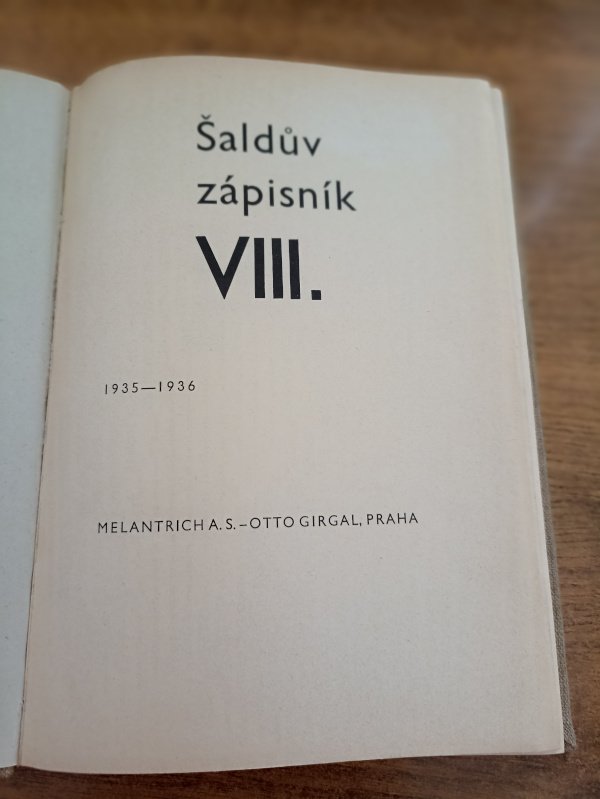 Šaldův
zápisník
VIII.
1935—1936
MELANTRICH A. S. – OTTO GIRGAL, PRAHA